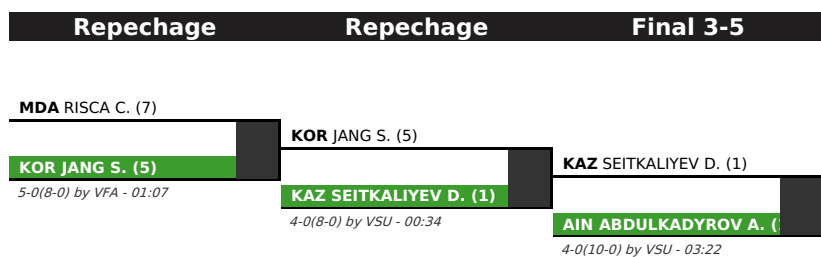 Repechage
Repechage
Final 3-5
MDA RISCA C. (7)
KOR JANG S. (5)
5-0(8-0) by VFA - 01:07
KOR JANG S. (5)
KAZ SEITKALIYEV D. (1)
4-0(8-0) by VSU - 00:34
KAZ SEITKALIYEV D. (1)
AIN ABDULKADYROV A. (
4-0(10-0) by VSU - 03:22